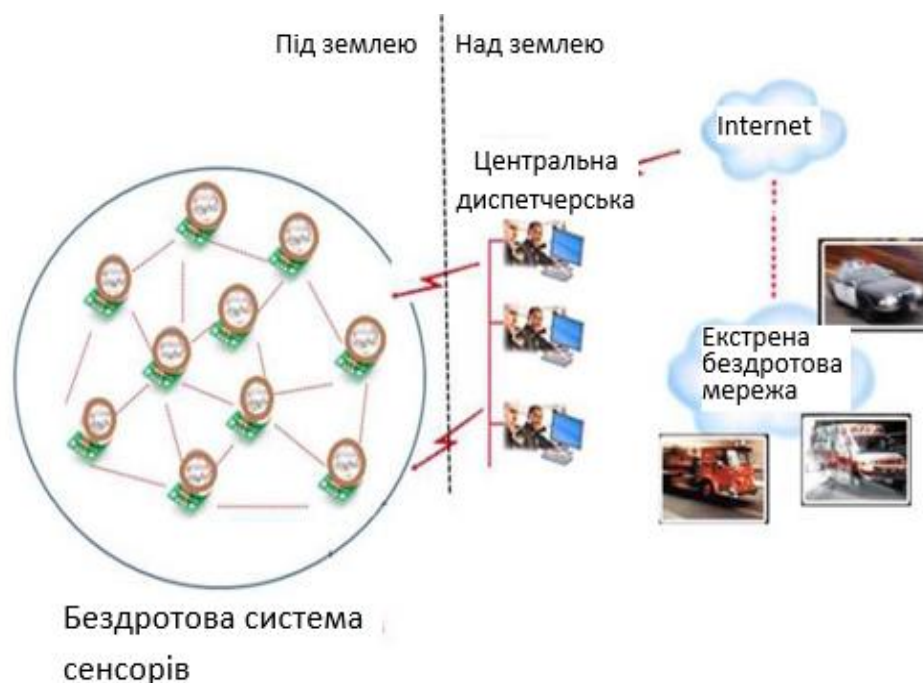 Під землею
Над землею
Internet
Центральна
диспетчерська
Екстрена
бездротова
мережа
Бездротова система
сенсорів